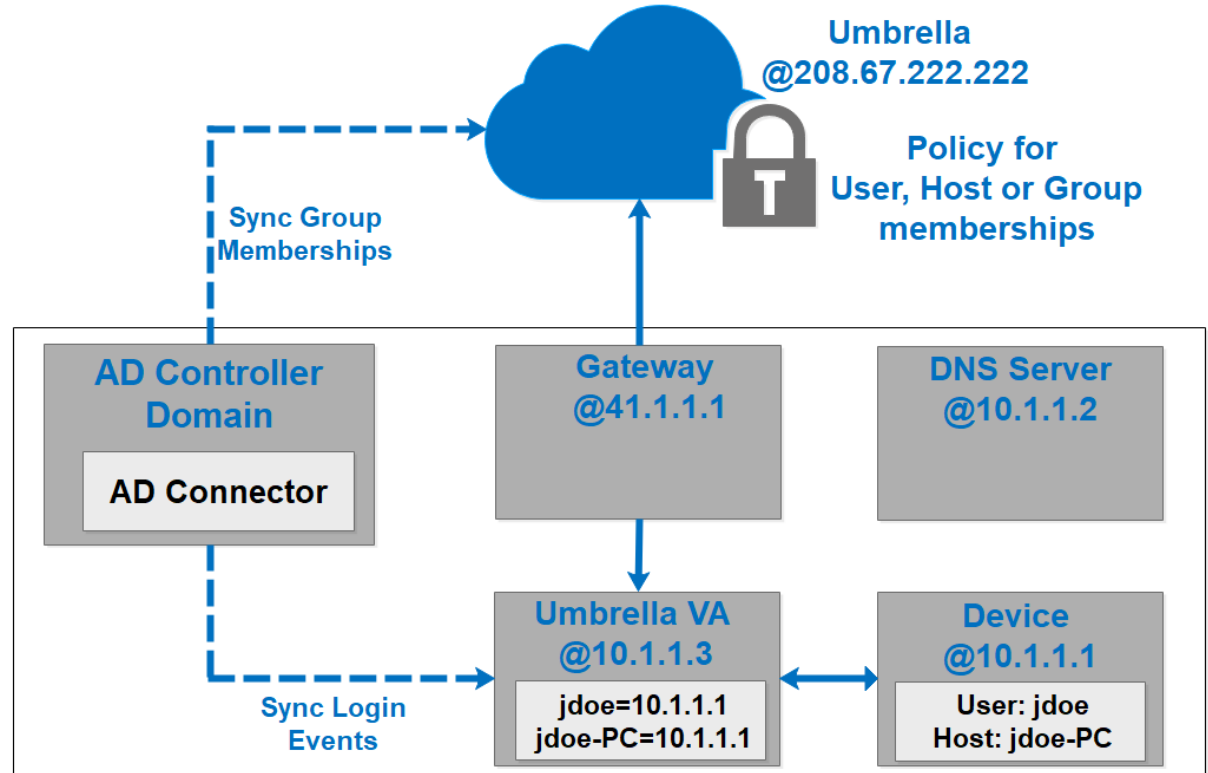 Umbrella
@208.67.222.222
T
Policy for
User, Host or Group
memberships
Sync Group
Memberships
AD Controller
Domain
AD Connector
Gateway
@41.1.1.1
DNS Server
@10.1.1.2
Sync Login
Events
Umbrella VA
@10.1.1.3
jdoe=10.1.1.1
jdoe-PC=10.1.1.1
Device
@10.1.1.1
User: jdoe
Host: jdoe-PC